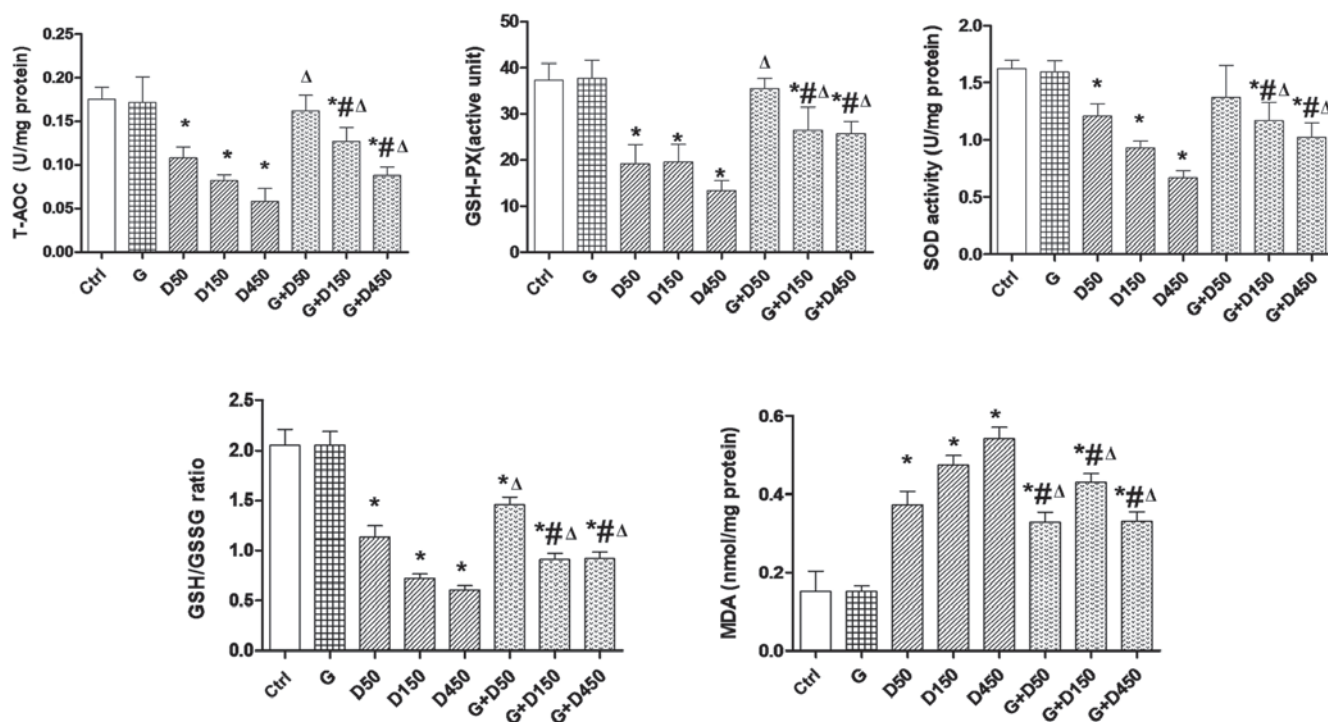 T-AOC (U/mg protein)
0.25
0.20
0.15
0.10
0.05
0.00
* * * Δ *#Δ *#Δ
Ctrl G D50 D150 D450 G+D50 G+D150 G+D450
GSH-PX(active unit)
50
40
30
20
10
0
* * * Δ *#Δ *#Δ
Ctrl G D50 D150 D450 G+D50 G+D150 G+D450
SOD activity (U/mg protein)
2.0
1.5
1.0
0.5
0.0
* * * *#Δ *#Δ
Ctrl G D50 D150 D450 G+D50 G+D150 G+D450
GSH/GSSG ratio
2.5
2.0
1.5
1.0
0.5
0.0
* * * *Δ *#Δ *#Δ
Ctrl G D50 D150 D450 G+D50 G+D150 G+D450
MDA (nmol/mg protein)
0.6
0.4
0.2
0.0
* * * *#Δ *#Δ *#Δ
Ctrl G D50 D150 D450 G+D50 G+D150 G+D450